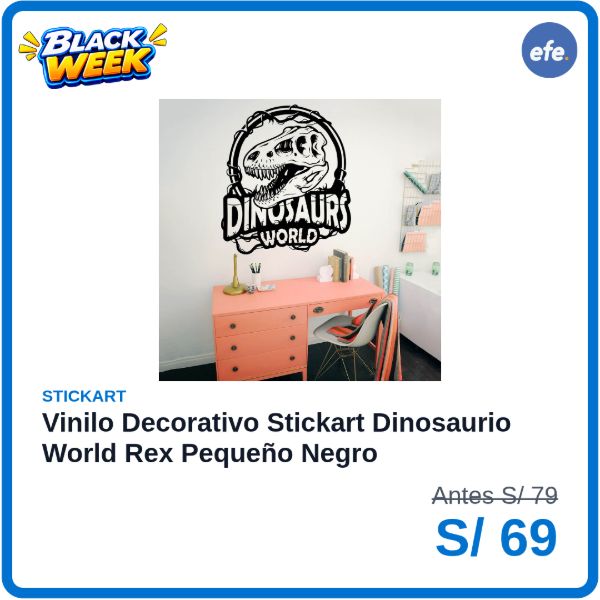 BLACK
WEEK
efe.
DINOSAURS
WORLD
STICKART
Vinilo Decorativo Stickart Dinosaurio
World Rex Pequeño Negro
Antes S/ 79
S/ 69